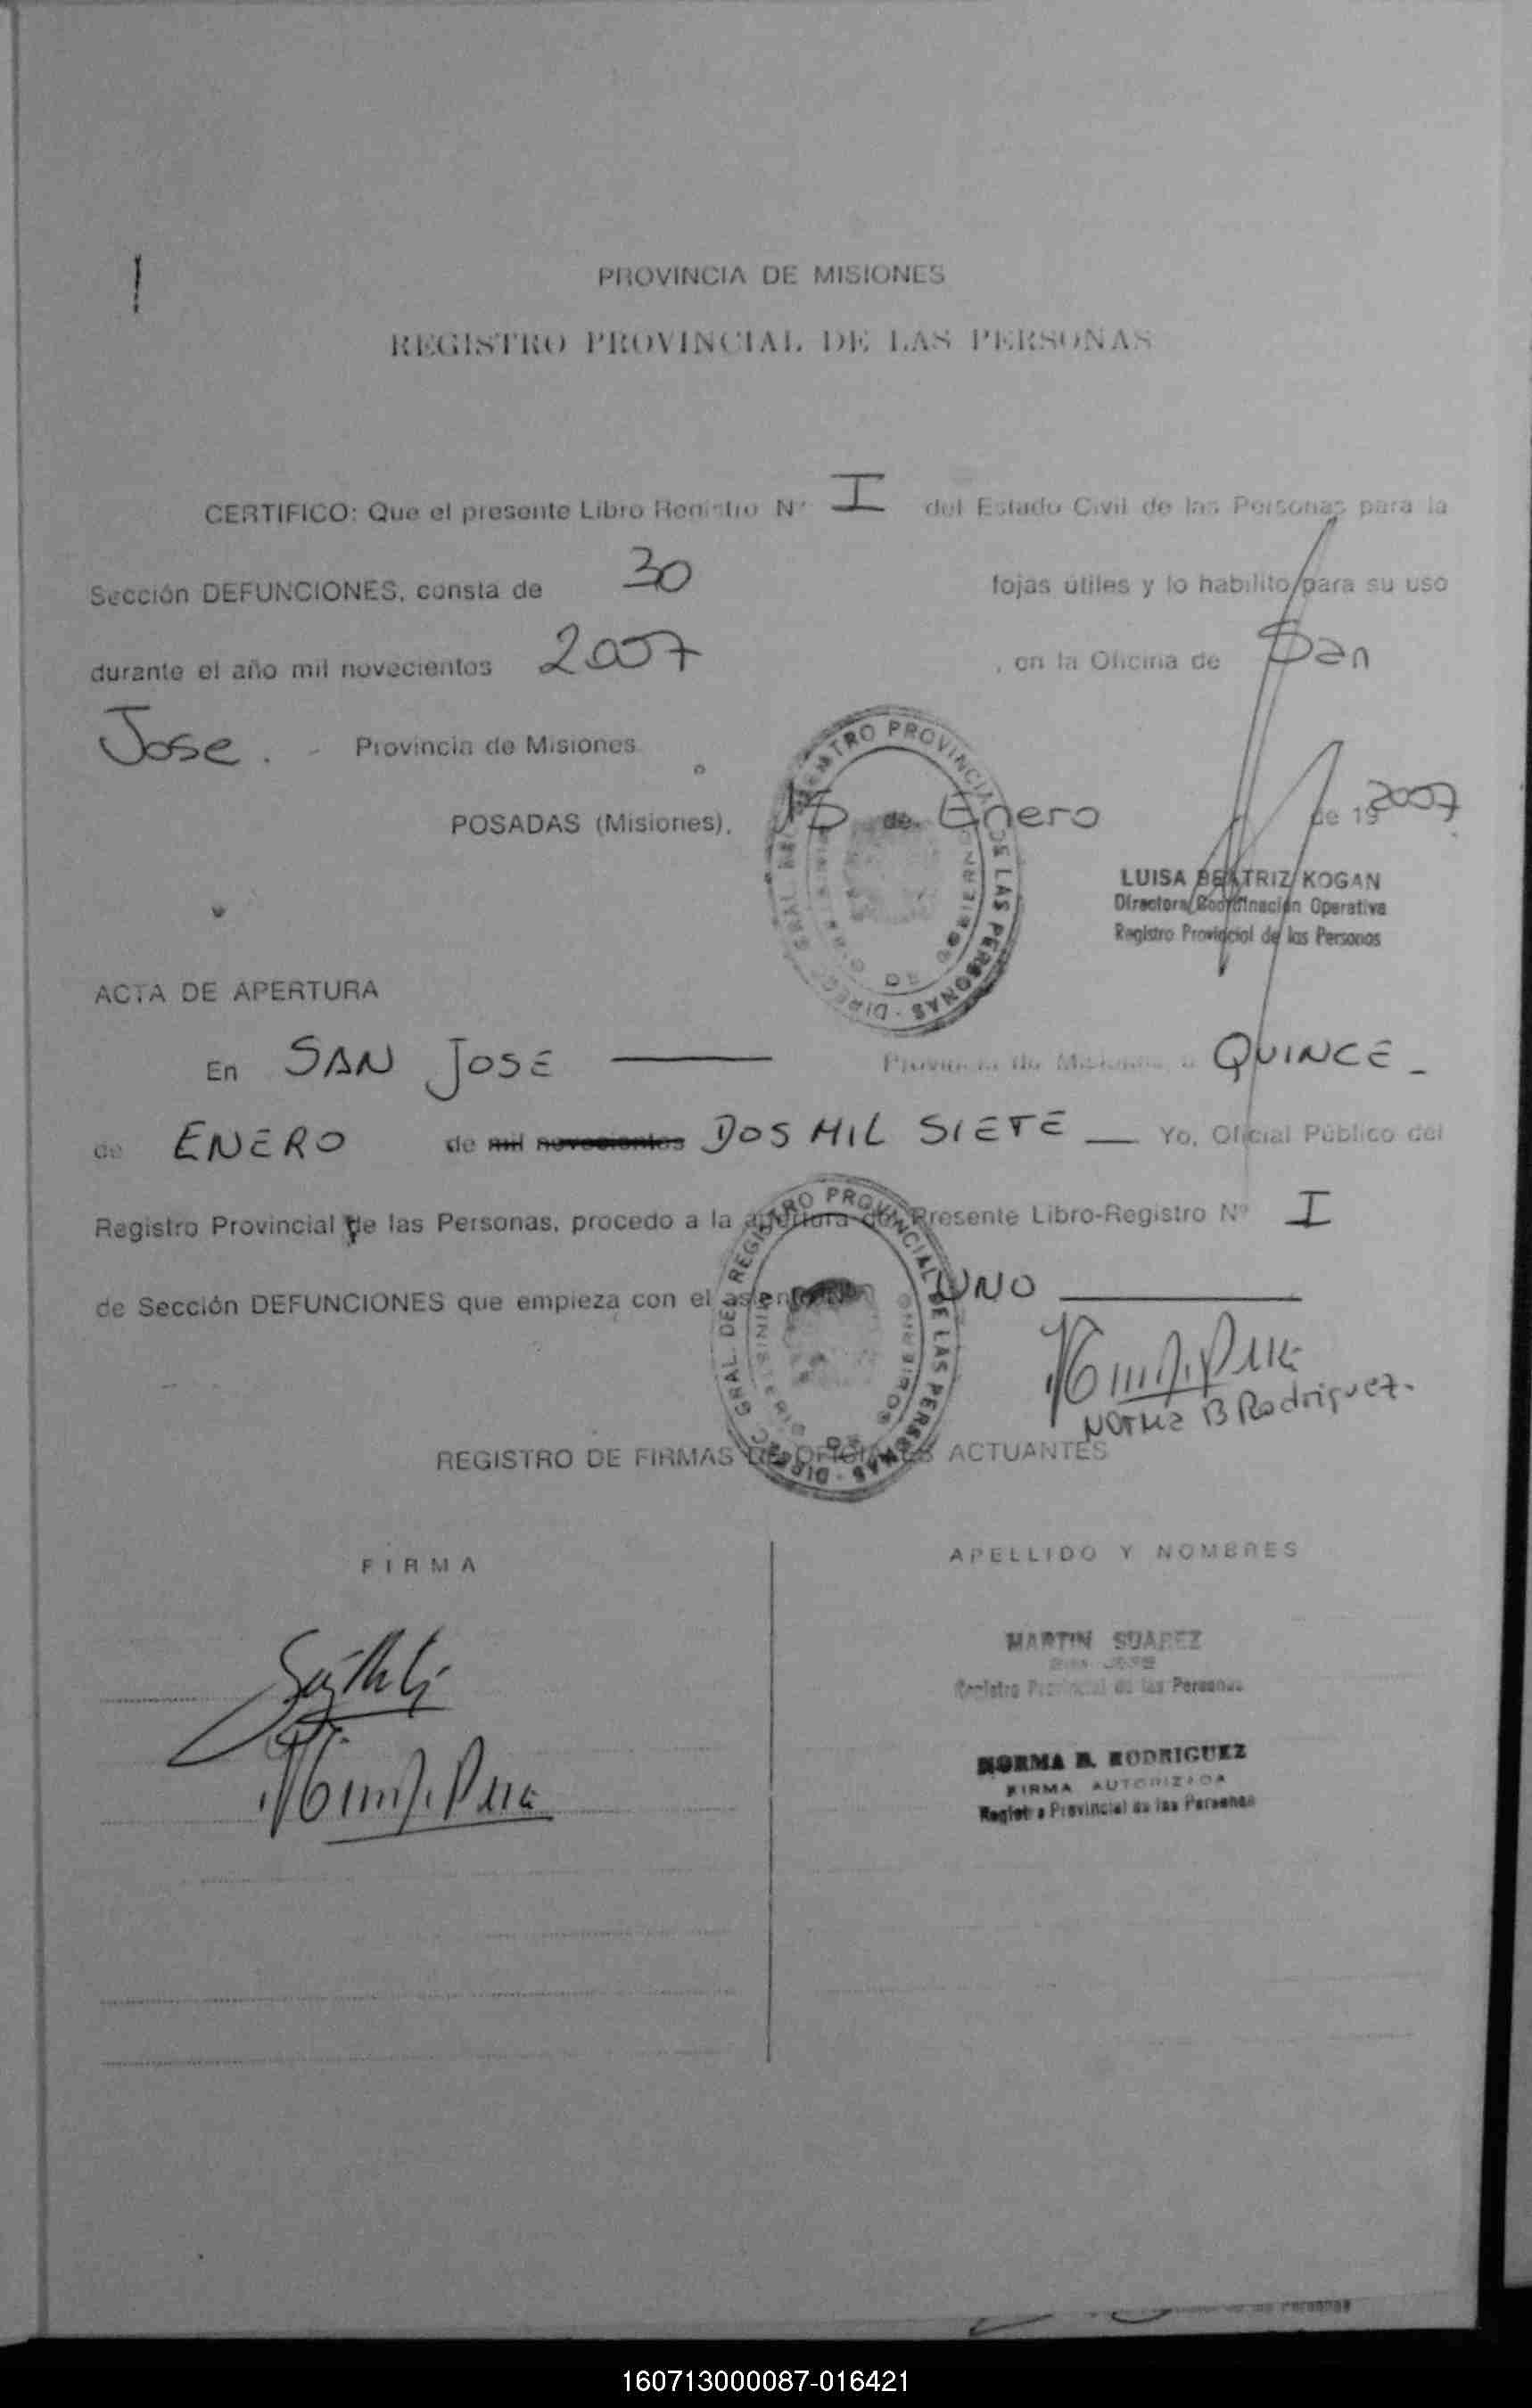 PROVINCIA DE MISIONES
REGISTRO PROVINCIAL DE LAS PERSONAS
CERTIFICO: Que el presente Libro Registro Nº I del Estado Civil de las Personas para la
Sección DEFUNCIONES, consta de 30 fojas útiles y lo habilito para su uso
durante el año mil novecientos 2007, en la Oficina de San
Jose. - Provincia de Misiones
POSADAS (Misiones), 15 de Enero de 19 2007
LUISA BEATRIZ KOGAN
Directora Coordinación Operativa
Registro Provincial de las Personas
ACTA DE APERTURA
En SAN JOSE Provincia de Misiones, a QUINCE -
de ENERO de mil novecientos DOS MIL SIETE — Yo, Oficial Público del
Registro Provincial de las Personas, procedo a la apertura del Presente Libro-Registro Nº I
de Sección DEFUNCIONES que empieza con el asiento UNO
Norma B Rodriguez.
REGISTRO DE FIRMAS DE OFICIALES ACTUANTES
FIRMA APELLIDO Y NOMBRES
MARTIN SUAREZ
Registro Provincial de las Personas
NORMA B. RODRIGUEZ
FIRMA AUTORIZADA
Registro Provincial de las Personas
160713000087-016421